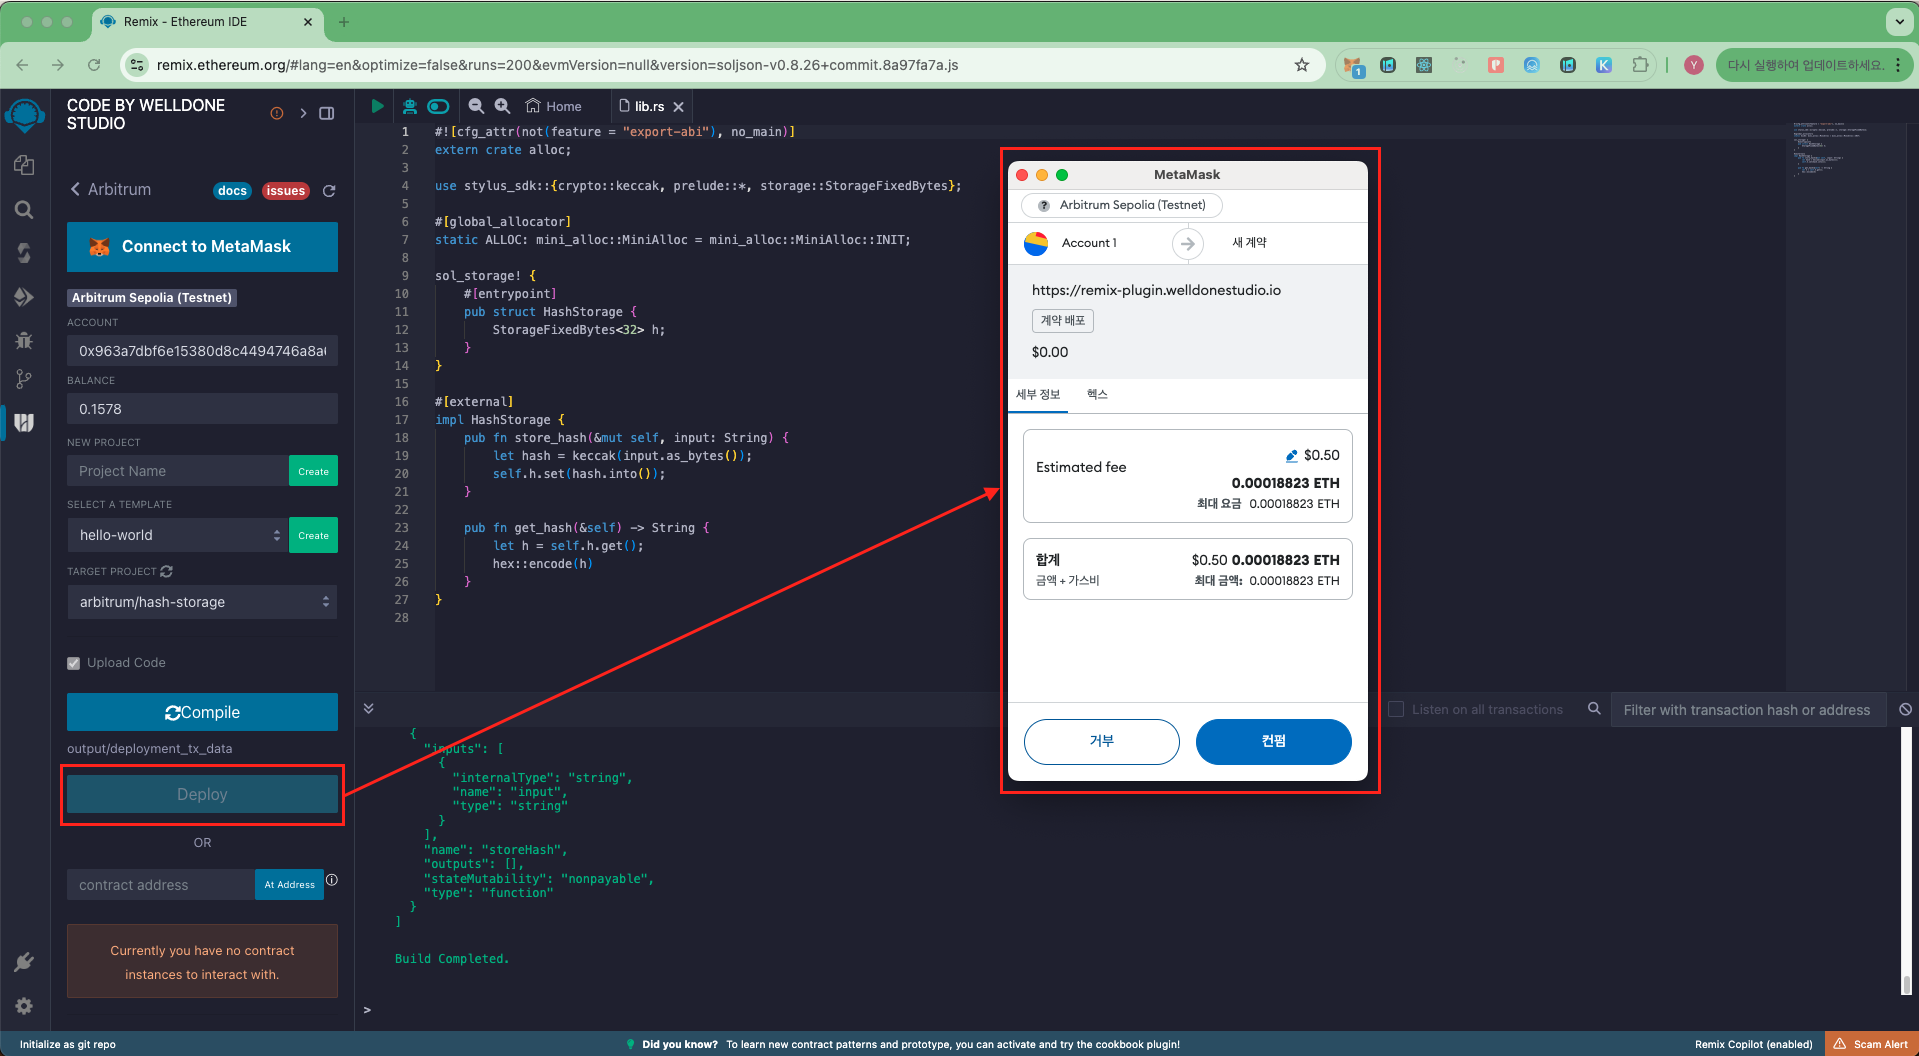 Remix - Ethereum IDE
remix.ethereum.org/#lang=en&optimize=false&runs=200&evmVersion=null&version=soljson-v0.8.26+commit.8a97fa7a.js
다시 실행하여 업데이트하세요.
CODE BY WELLDONE
STUDIO
Arbitrum
docs
issues
Connect to MetaMask
Arbitrum Sepolia (Testnet)
ACCOUNT
BALANCE
0.1578
NEW PROJECT
Project Name
Create
SELECT A TEMPLATE
hello-world
Create
TARGET PROJECT
arbitrum/hash-storage
Upload Code
Compile
output/deployment_tx_data
Deploy
OR
contract address
At Address
Currently you have no contract
instances to interact with.
Home
lib.rs
1 #![cfg_attr(not(feature = "export-abi"), no_main)]
2 extern crate alloc;
3
4 use stylus_sdk::{crypto::keccak, prelude::*, storage::StorageFixedBytes};
5
6 #[global_allocator]
7 static ALLOC: mini_alloc::MiniAlloc = mini_alloc::MiniAlloc::INIT;
8
9 sol_storage! {
10 #[entrypoint]
11 pub struct HashStorage {
12 StorageFixedBytes<32> h;
13 }
14 }
15
16 #[external]
17 impl HashStorage {
18 pub fn store_hash(&mut self, input: String) {
19 let hash = keccak(input.as_bytes());
20 self.h.set(hash.into());
21 }
22
23 pub fn get_hash(&self) -> String {
24 let h = self.h.get();
25 hex::encode(h)
26 }
27 }
28
MetaMask
Arbitrum Sepolia (Testnet)
Account 1
새 계약
https://remix-plugin.welldonestudio.io
계약 배포
$0.00
세부 정보
헥스
Estimated fee
$0.50
0.00018823 ETH
최대 요금 0.00018823 ETH
합계
$0.50 0.00018823 ETH
금액 + 가스비
최대 금액: 0.00018823 ETH
거부
컨펌
Listen on all transactions
Filter with transaction hash or address
{
"inputs": [
{
"internalType": "string",
"name": "input",
"type": "string"
}
],
"name": "storeHash",
"outputs": [],
"stateMutability": "nonpayable",
"type": "function"
}
]
Build Completed.
>
Initialize as git repo
Did you know? To learn new contract patterns and prototype, you can activate and try the cookbook plugin!
Remix Copilot (enabled)
Scam Alert